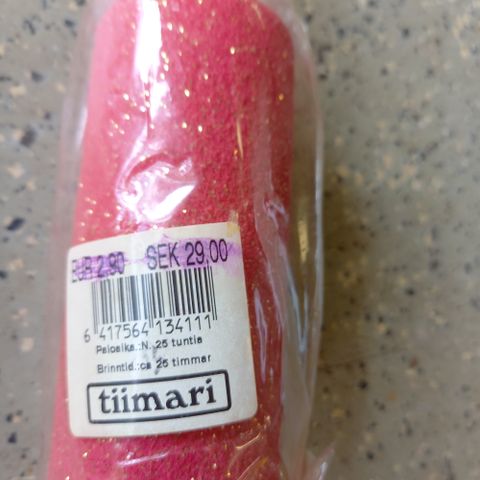 EUR 2.90 SEK 29.00
6 417564 134111
Paloaika.:N. 25 tuntia
Brinntid.:ca 25 timmar
tiimari